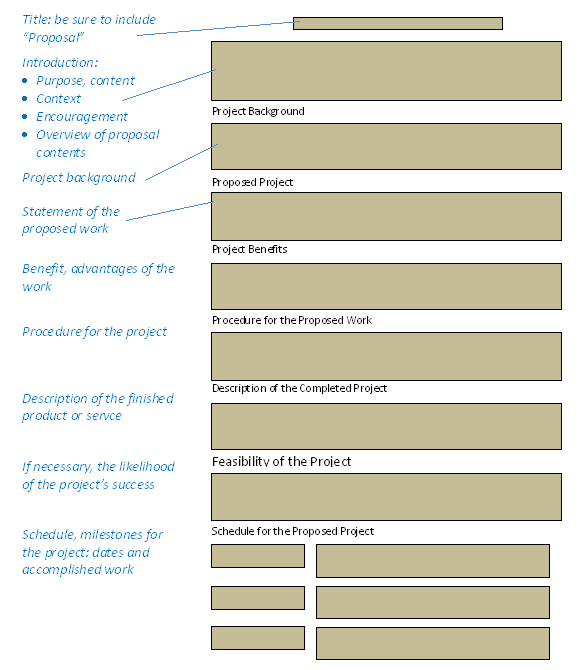 Title: be sure to include
“Proposal”
Introduction:
• Purpose, content
• Context
• Encouragement
• Overview of proposal
contents
Project Background
Project background
Proposed Project
Statement of the
proposed work
Project Benefits
Benefit, advantages of the
work
Procedure for the Proposed Work
Procedure for the project
Description of the Completed Project
Description of the finished
product or servce
Feasibility of the Project
If necessary, the likelihood
of the project’s success
Schedule for the Proposed Project
Schedule, milestones for
the project: dates and
accomplished work